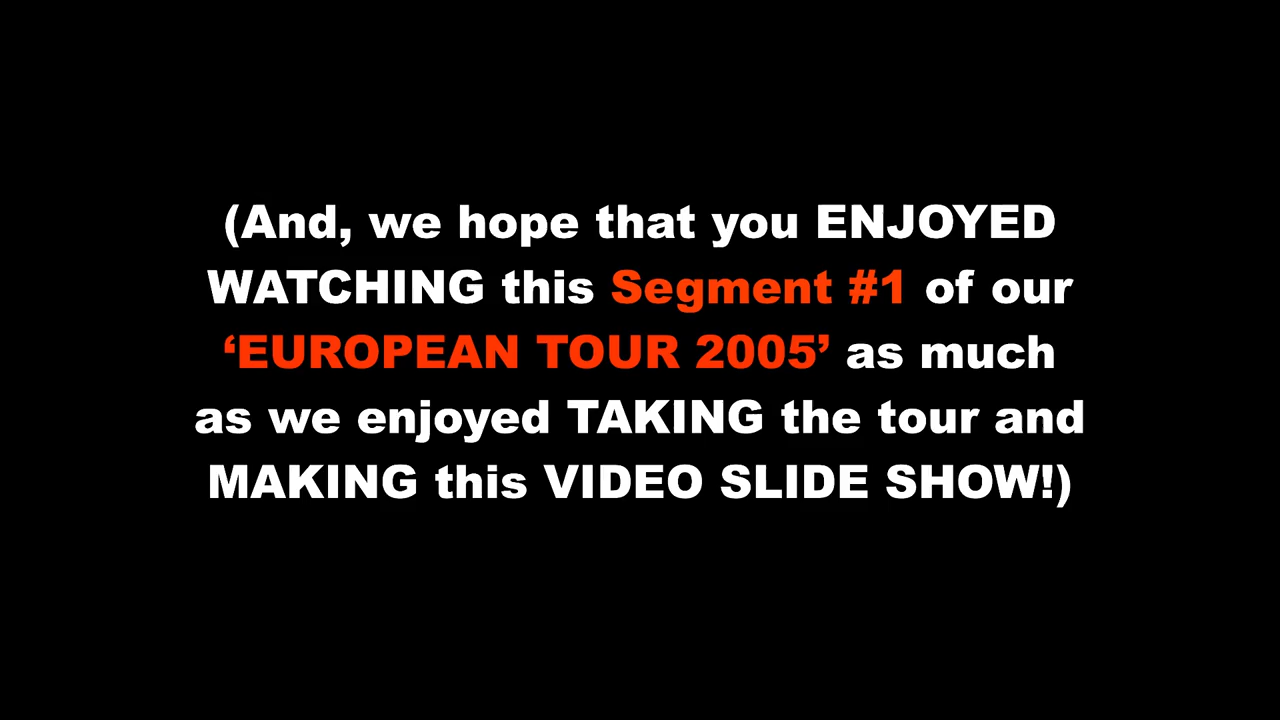 (And, we hope that you ENJOYED
WATCHING this Segment #1 of our
‘EUROPEAN TOUR 2005’ as much
as we enjoyed TAKING the tour and
MAKING this VIDEO SLIDE SHOW!)